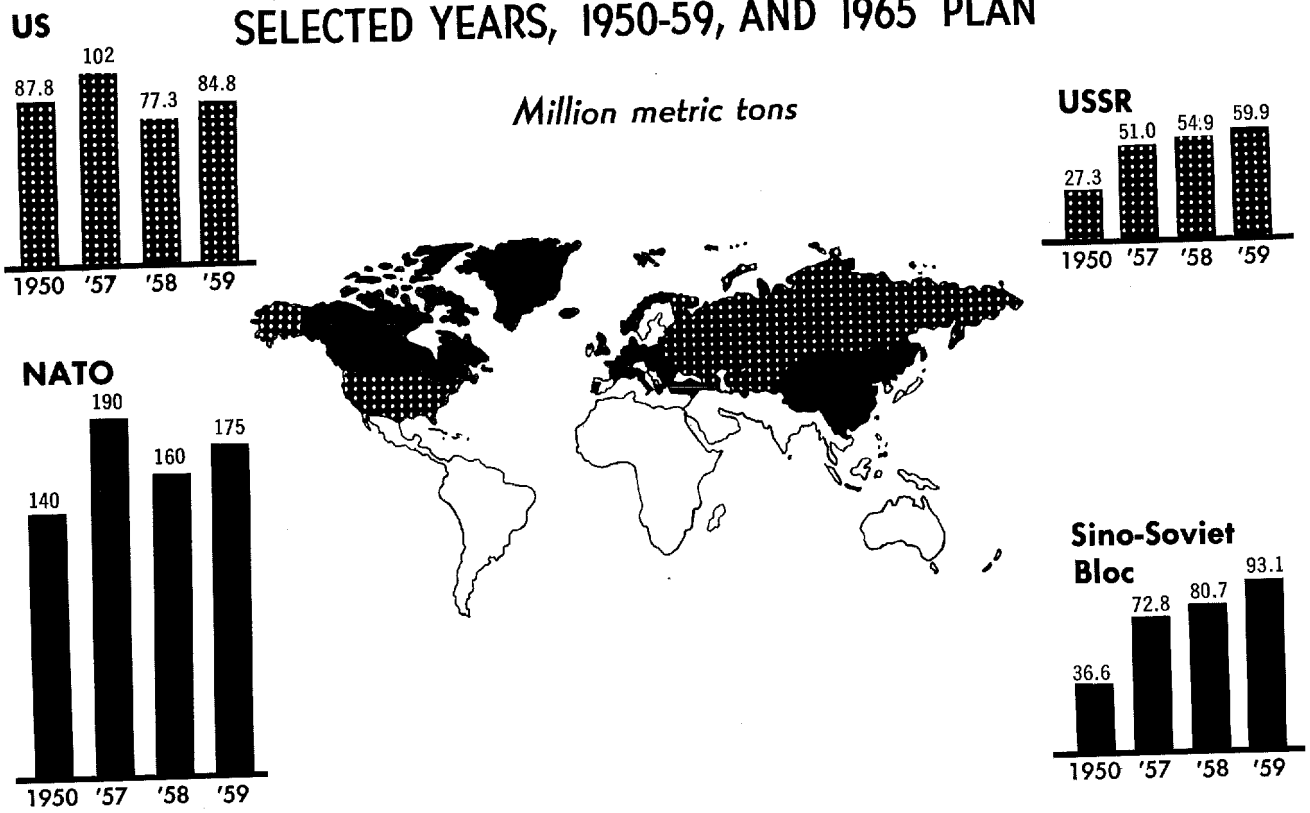 SELECTED YEARS, 1950-59, AND 1965 PLAN
Million metric tons
US
87.8 102 77.3 84.8
1950 '57 '58 '59
USSR
27.3 51.0 54.9 59.9
1950 '57 '58 '59
NATO
140 190 160 175
1950 '57 '58 '59
Sino-Soviet
Bloc
36.6 72.8 80.7 93.1
1950 '57 '58 '59